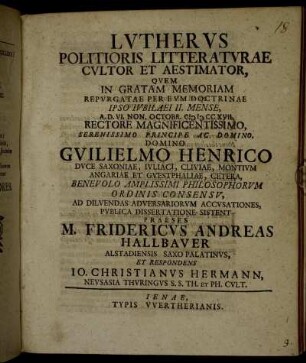 LVTHERVS
POLITIORIS LITTERATVRAE
CVLTOR ET AESTIMATOR,
QVEM
IN GRATAM MEMORIAM
REPVRGATAE PER EVM DOCTRINAE
IPSO IVBILAEI II. MENSE,
A. D. VI. NON. OCTOBR. CIƆ IƆ CC XVII.
RECTORE MAGNIFICENTISSIMO,
SERENISSIMO PRINCIPE AC DOMINO,
DOMINO
GVILIELMO HENRICO
DVCE SAXONIAE, IVLIACI, CLIVIAE, MONTIVM
ANGARIAE ET GVESTPHALIAE, CETERA,
BENEVOLO AMPLISSIMI PHILOSOPHORVM
ORDINIS CONSENSV,
AD DILVENDAS ADVERSARIORVM ACCVSATIONES,
PVBLICA DISSERTATIONE SISTENT
PRAESES
M. FRIDERICVS ANDREAS
HALLBAVER
ALSTADIENSIS SAXO PALATINVS,
ET RESPONDENS
IO. CHRISTIANVS HERMANN,
NEVSASIA THVRINGVS S. S. TH. ET PH. CVLT.
IENAE,
TYPIS VVERTHERIANIS.